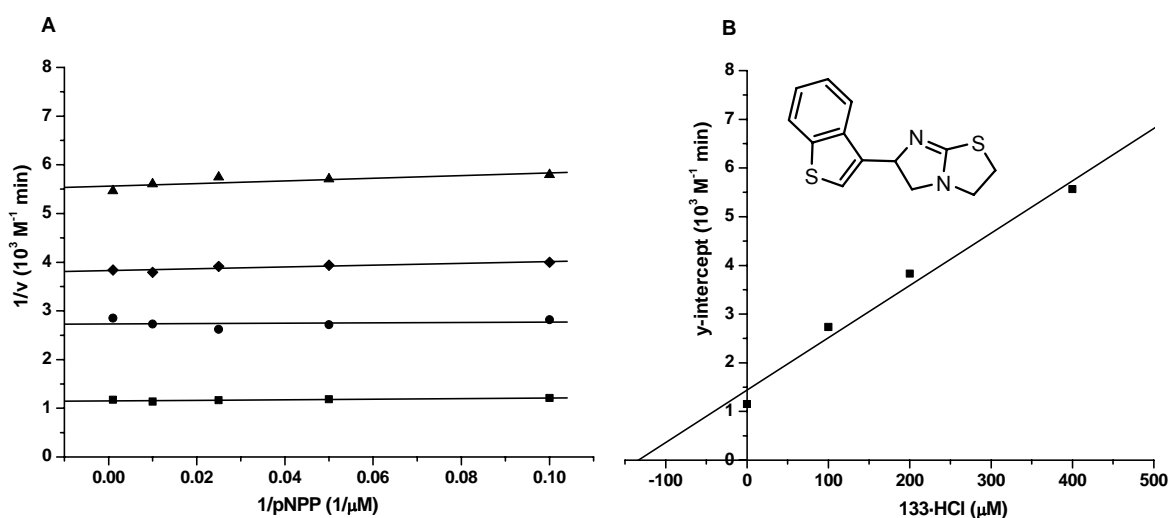 A
8
7
6
5
4
3
2
1
0
0.00 0.02 0.04 0.06 0.08 0.10
1/pNPP (1/μM)
1/v (10³ M⁻¹ min)
B
8
7
6
5
4
3
2
1
0
-100 0 100 200 300 400 500
133·HCl (μM)
y-intercept (10³ M⁻¹ min)
N S
S N